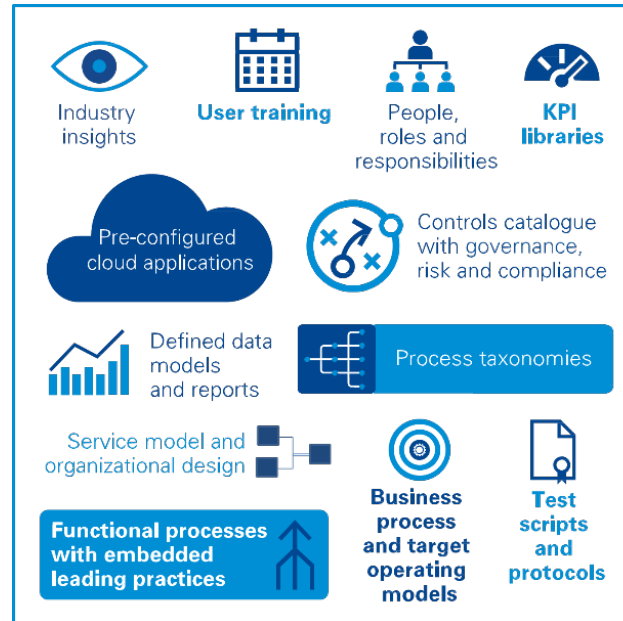 Industry
insights
User training
People,
roles and
responsibilities
KPI
libraries
Pre-configured
cloud applications
Controls catalogue
with governance,
risk and compliance
Defined data
models
and reports
Process taxonomies
Service model and
organizational design
Functional processes
with embedded
leading practices
Business
process
and target
operating
models
Test
scripts
and
protocols